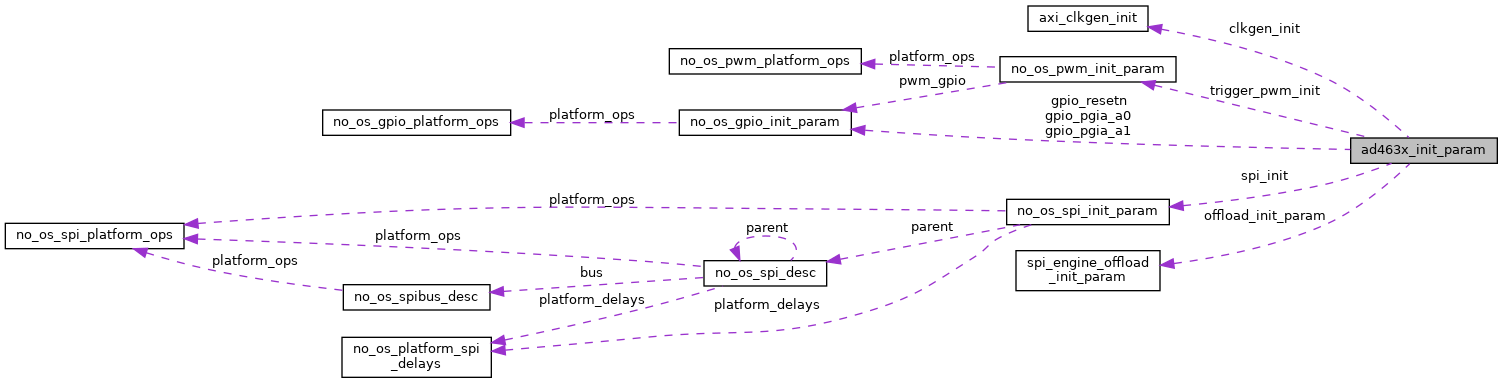 axi_clkgen_init
clkgen_init
no_os_pwm_platform_ops
platform_ops
no_os_pwm_init_param
pwm_gpio
trigger_pwm_init
no_os_gpio_platform_ops
platform_ops
no_os_gpio_init_param
gpio_resetn
gpio_pgia_a0
gpio_pgia_a1
ad463x_init_param
spi_init
platform_ops
no_os_spi_init_param
offload_init_param
no_os_spi_platform_ops
platform_ops
parent
parent
platform_ops
bus
no_os_spi_desc
spi_engine_offload
_init_param
no_os_spibus_desc
platform_delays
platform_delays
no_os_platform_spi
_delays